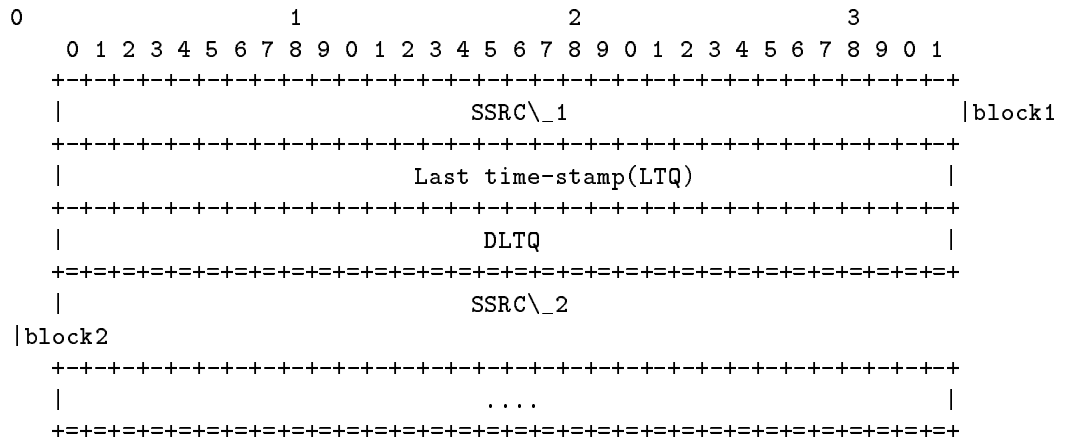 0                   1                   2                   3
    0 1 2 3 4 5 6 7 8 9 0 1 2 3 4 5 6 7 8 9 0 1 2 3 4 5 6 7 8 9 0 1
   +-+-+-+-+-+-+-+-+-+-+-+-+-+-+-+-+-+-+-+-+-+-+-+-+-+-+-+-+-+-+-+-+
   |                             SSRC\_1                            |block1
   +-+-+-+-+-+-+-+-+-+-+-+-+-+-+-+-+-+-+-+-+-+-+-+-+-+-+-+-+-+-+-+-+
   |                         Last time-stamp(LTQ)                  |
   +-+-+-+-+-+-+-+-+-+-+-+-+-+-+-+-+-+-+-+-+-+-+-+-+-+-+-+-+-+-+-+-+
   |                              DLTQ                             |
   +=+=+=+=+=+=+=+=+=+=+=+=+=+=+=+=+=+=+=+=+=+=+=+=+=+=+=+=+=+=+=+=+
   |                             SSRC\_2
|block2
   +-+-+-+-+-+-+-+-+-+-+-+-+-+-+-+-+-+-+-+-+-+-+-+-+-+-+-+-+-+-+-+-+
   |                              ....                             |
   +=+=+=+=+=+=+=+=+=+=+=+=+=+=+=+=+=+=+=+=+=+=+=+=+=+=+=+=+=+=+=+=+